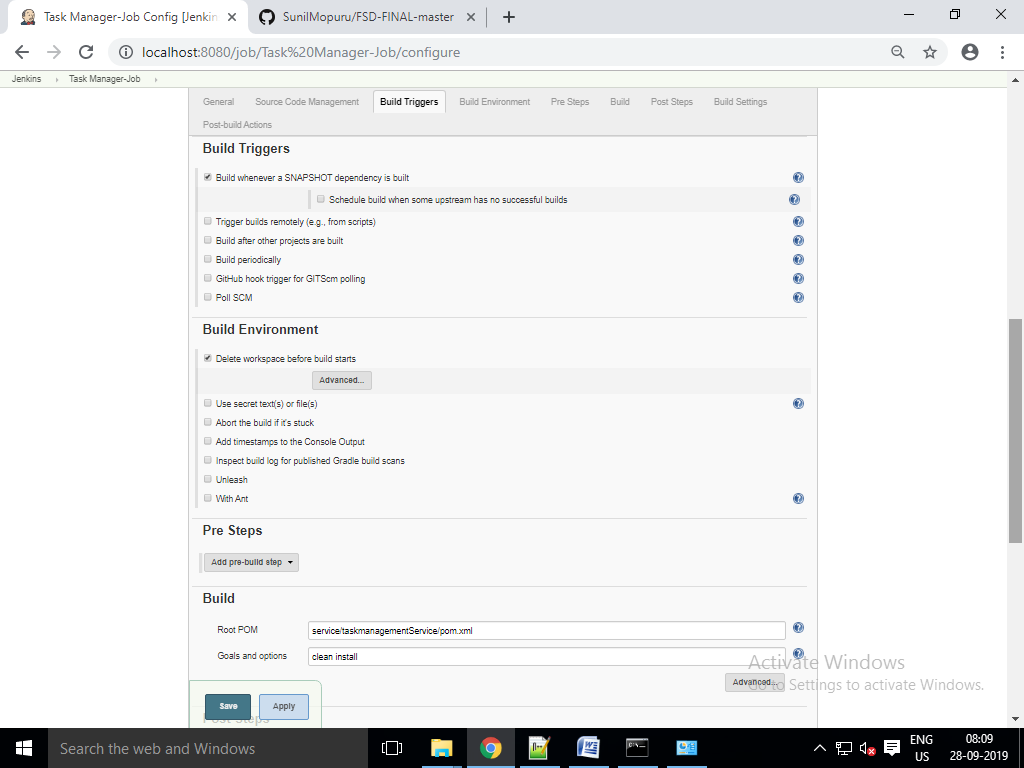 Task Manager-Job Config [Jenkin
SunilMopuru/FSD-FINAL-master
localhost:8080/job/Task%20Manager-Job/configure
Jenkins
Task Manager-Job
General
Source Code Management
Build Triggers
Build Environment
Pre Steps
Build
Post Steps
Build Settings
Post-build Actions
Build Triggers
Build whenever a SNAPSHOT dependency is built
Schedule build when some upstream has no successful builds
Trigger builds remotely (e.g., from scripts)
Build after other projects are built
Build periodically
GitHub hook trigger for GITScm polling
Poll SCM
Build Environment
Delete workspace before build starts
Advanced...
Use secret text(s) or file(s)
Abort the build if it's stuck
Add timestamps to the Console Output
Inspect build log for published Gradle build scans
Unleash
With Ant
Pre Steps
Add pre-build step
Build
Root POM
service/taskmanagementService/pom.xml
Goals and options
clean install
Advanced...
Activate Windows
Go to Settings to activate Windows.
Save
Apply
Post Steps
Search the web and Windows
ENG
US
08:09
28-09-2019